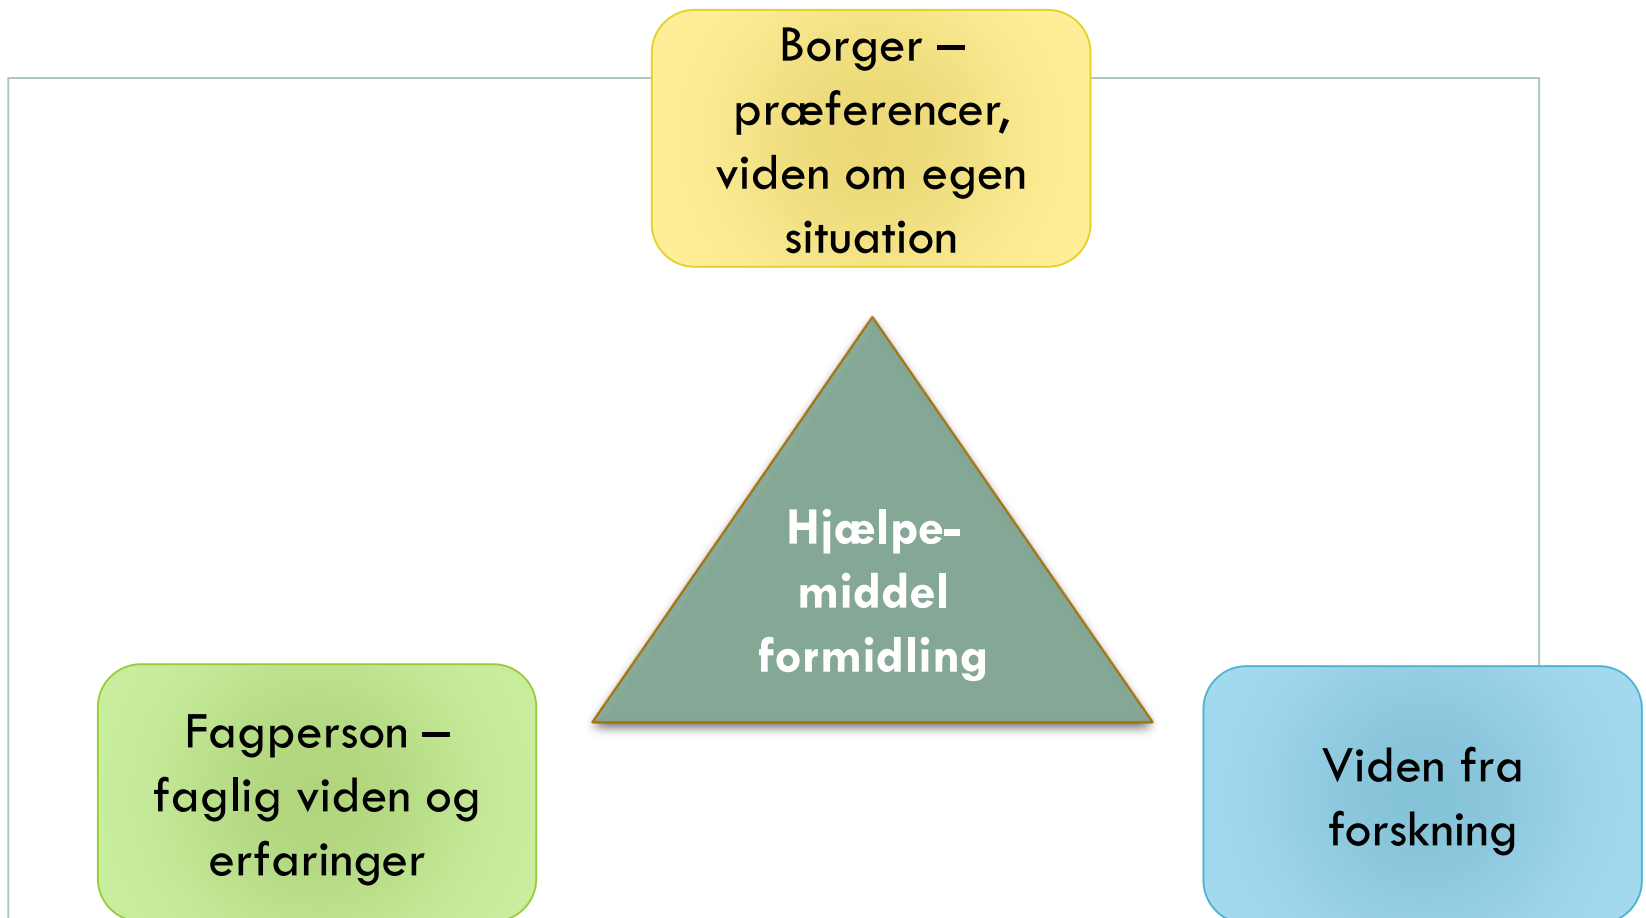 Borger –
præferencer,
viden om egen
situation
Hjælpe-
middel
formidling
Fagperson –
faglig viden og
erfaringer
Viden fra
forskning